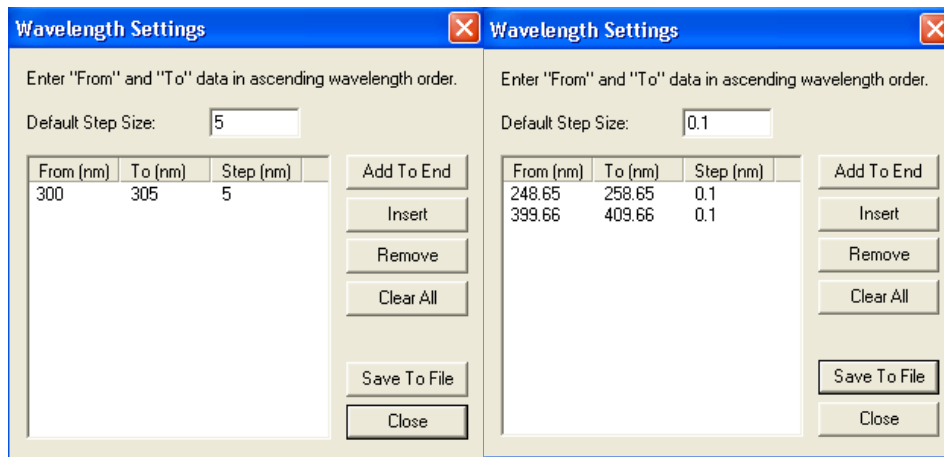 Wavelength Settings
Enter "From" and "To" data in ascending wavelength order.
Default Step Size: 5
From (nm) To (nm) Step (nm)
300 305 5
Add To End
Insert
Remove
Clear All
Save To File
Close
Wavelength Settings
Enter "From" and "To" data in ascending wavelength order.
Default Step Size: 0.1
From (nm) To (nm) Step (nm)
248.65 258.65 0.1
399.66 409.66 0.1
Add To End
Insert
Remove
Clear All
Save To File
Close